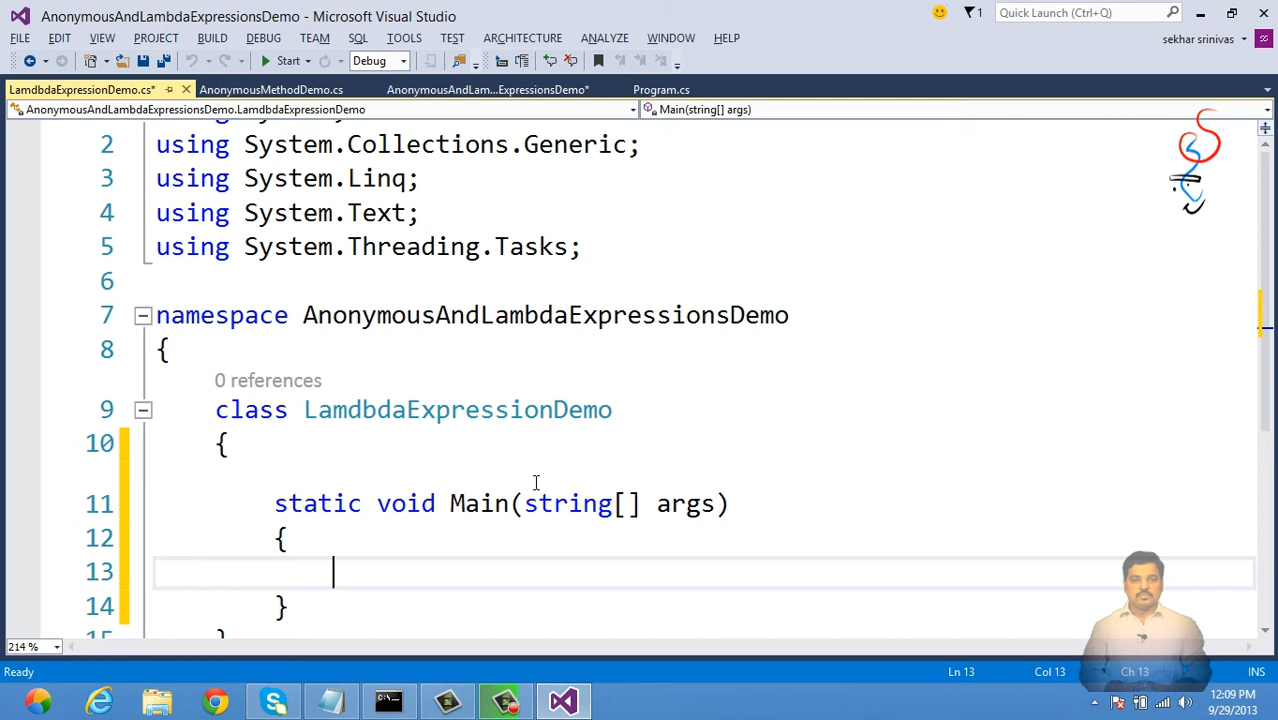 AnonymousAndLambdaExpressionsDemo - Microsoft Visual Studio
1
Quick Launch (Ctrl+Q)
FILE EDIT VIEW PROJECT BUILD DEBUG TEAM SQL TOOLS TEST ARCHITECTURE ANALYZE WINDOW HELP
sekhar srinivas
Start Debug
LamdbdaExpressionDemo.cs* AnonymousMethodDemo.cs AnonymousAndLam...ExpressionsDemo* Program.cs
AnonymousAndLambdaExpressionsDemo.LamdbdaExpressionDemo Main(string[] args)
2 using System.Collections.Generic;
3 using System.Linq;
4 using System.Text;
5 using System.Threading.Tasks;
6
7 namespace AnonymousAndLambdaExpressionsDemo
8 {
0 references
9 class LamdbdaExpressionDemo
10 {
11 static void Main(string[] args)
12 {
13
14 }
15 }
214 %
Ready Ln 13 Col 13 Ch 13 INS
12:09 PM
9/29/2013